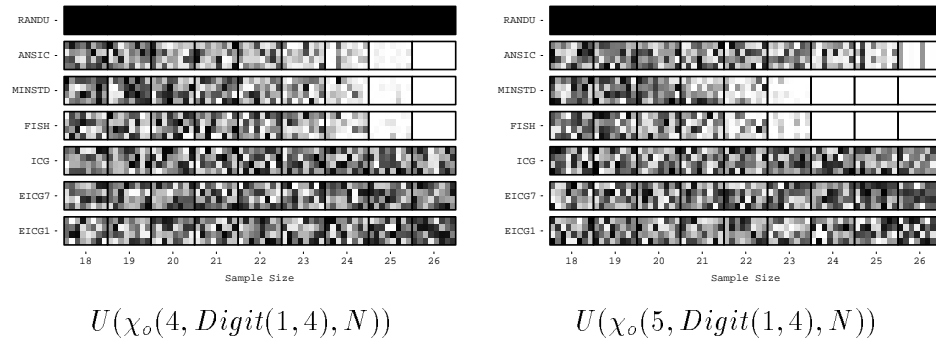 RANDU
ANSIC
MINSTD
FISH
ICG
EICG7
EICG1
18 19 20 21 22 23 24 25 26
Sample Size
U(χₒ(4, Digit(1, 4), N))
RANDU
ANSIC
MINSTD
FISH
ICG
EICG7
EICG1
18 19 20 21 22 23 24 25 26
Sample Size
U(χₒ(5, Digit(1, 4), N))